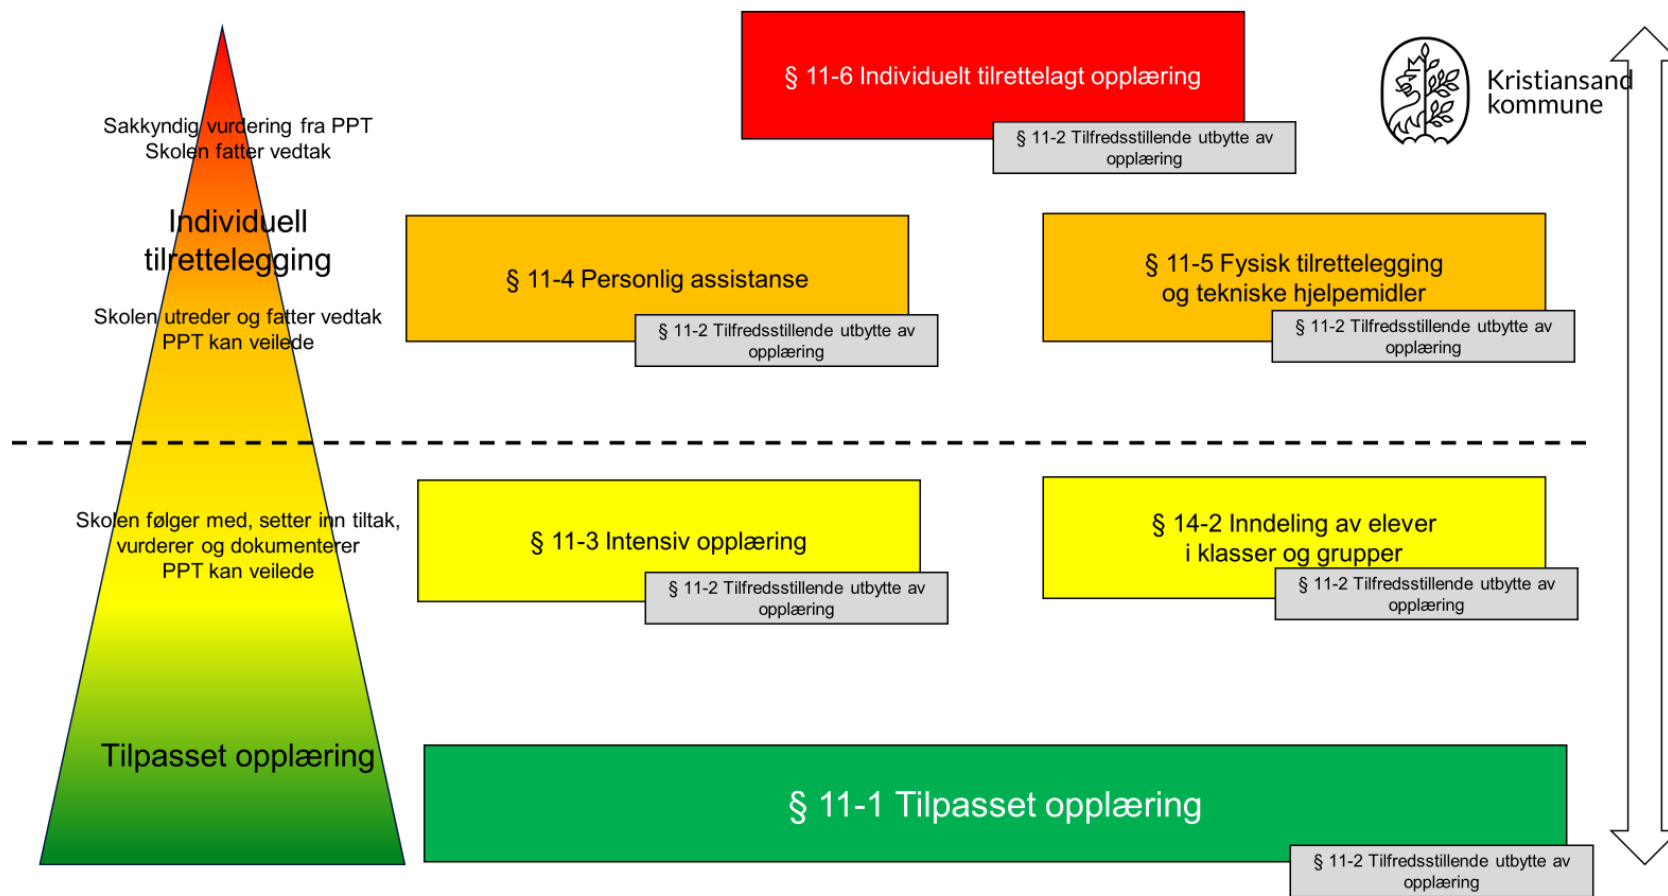 § 11-6 Individuelt tilrettelagt opplæring
§ 11-2 Tilfredsstillende utbytte av
opplæring
Kristiansand
kommune
Sakkyndig vurdering fra PPT
Skolen fatter vedtak
Individuell
tilrettelegging
Skolen utreder og fatter vedtak
PPT kan veilede
§ 11-4 Personlig assistanse
§ 11-2 Tilfredsstillende utbytte av
opplæring
§ 11-5 Fysisk tilrettelegging
og tekniske hjelpemidler
§ 11-2 Tilfredsstillende utbytte av
opplæring
Skolen følger med, setter inn tiltak,
vurderer og dokumenterer
PPT kan veilede
§ 11-3 Intensiv opplæring
§ 11-2 Tilfredsstillende utbytte av
opplæring
§ 14-2 Inndeling av elever
i klasser og grupper
§ 11-2 Tilfredsstillende utbytte av
opplæring
Tilpasset opplæring
§ 11-1 Tilpasset opplæring
§ 11-2 Tilfredsstillende utbytte av
opplæring